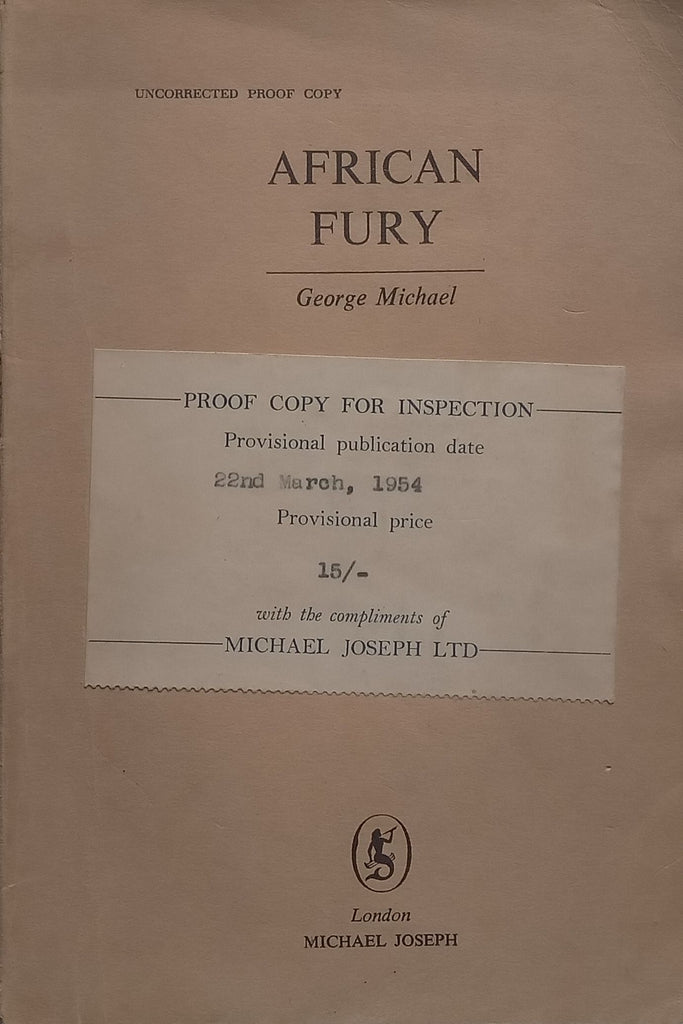 UNCORRECTED PROOF COPY
AFRICAN
FURY
George Michael
PROOF COPY FOR INSPECTION
Provisional publication date
22nd March, 1954
Provisional price
15/-
with the compliments of
MICHAEL JOSEPH LTD
London
MICHAEL JOSEPH